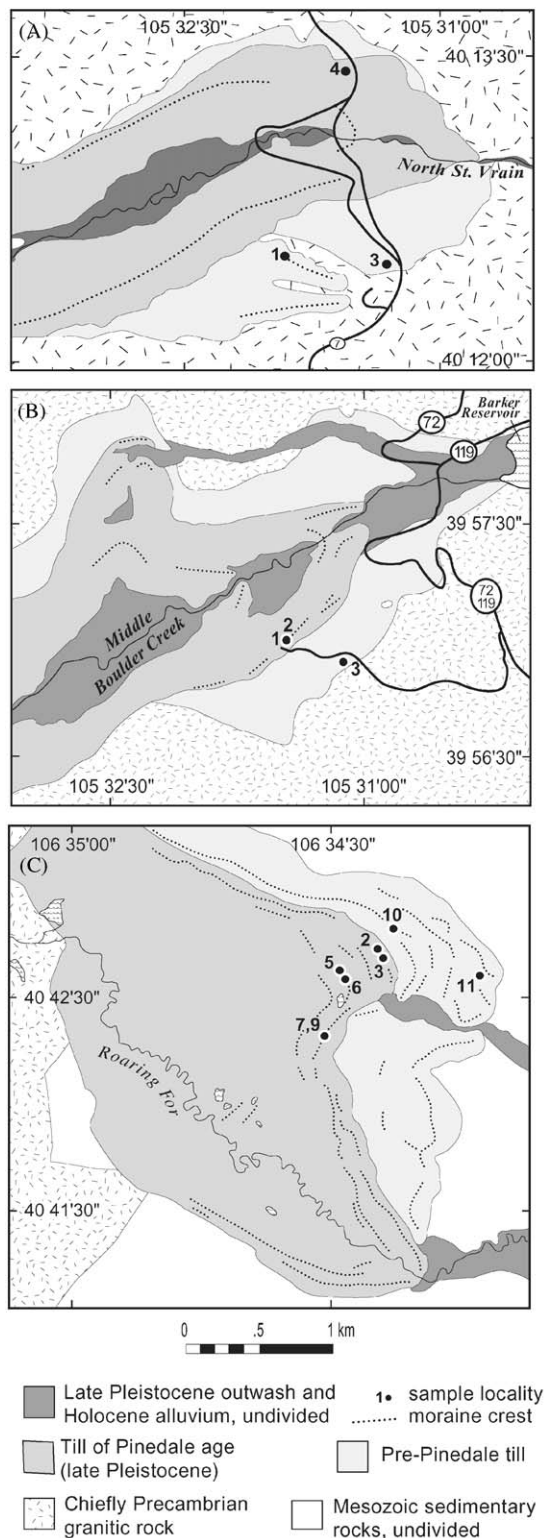 (A)
105 32'30"
105 31'00"
40 13'30"
4
North St. Vrain
1
3
7
40 12'00"
(B)
Barker
Reservoir
72
119
39 57'30"
72
119
Middle
Boulder Creek
2
1
3
39 56'30"
105 32'30"
105 31'00"
(C)
106 35'00"
106 34'30"
10
2
3
5
6
11
40 42'30"
7,9
Roaring For
40 41'30"
0 .5 1 km
Late Pleistocene outwash and
Holocene alluvium, undivided
1 sample locality
moraine crest
Till of Pinedale age
(late Pleistocene)
Pre-Pinedale till
Chiefly Precambrian
granitic rock
Mesozoic sedimentary
rocks, undivided